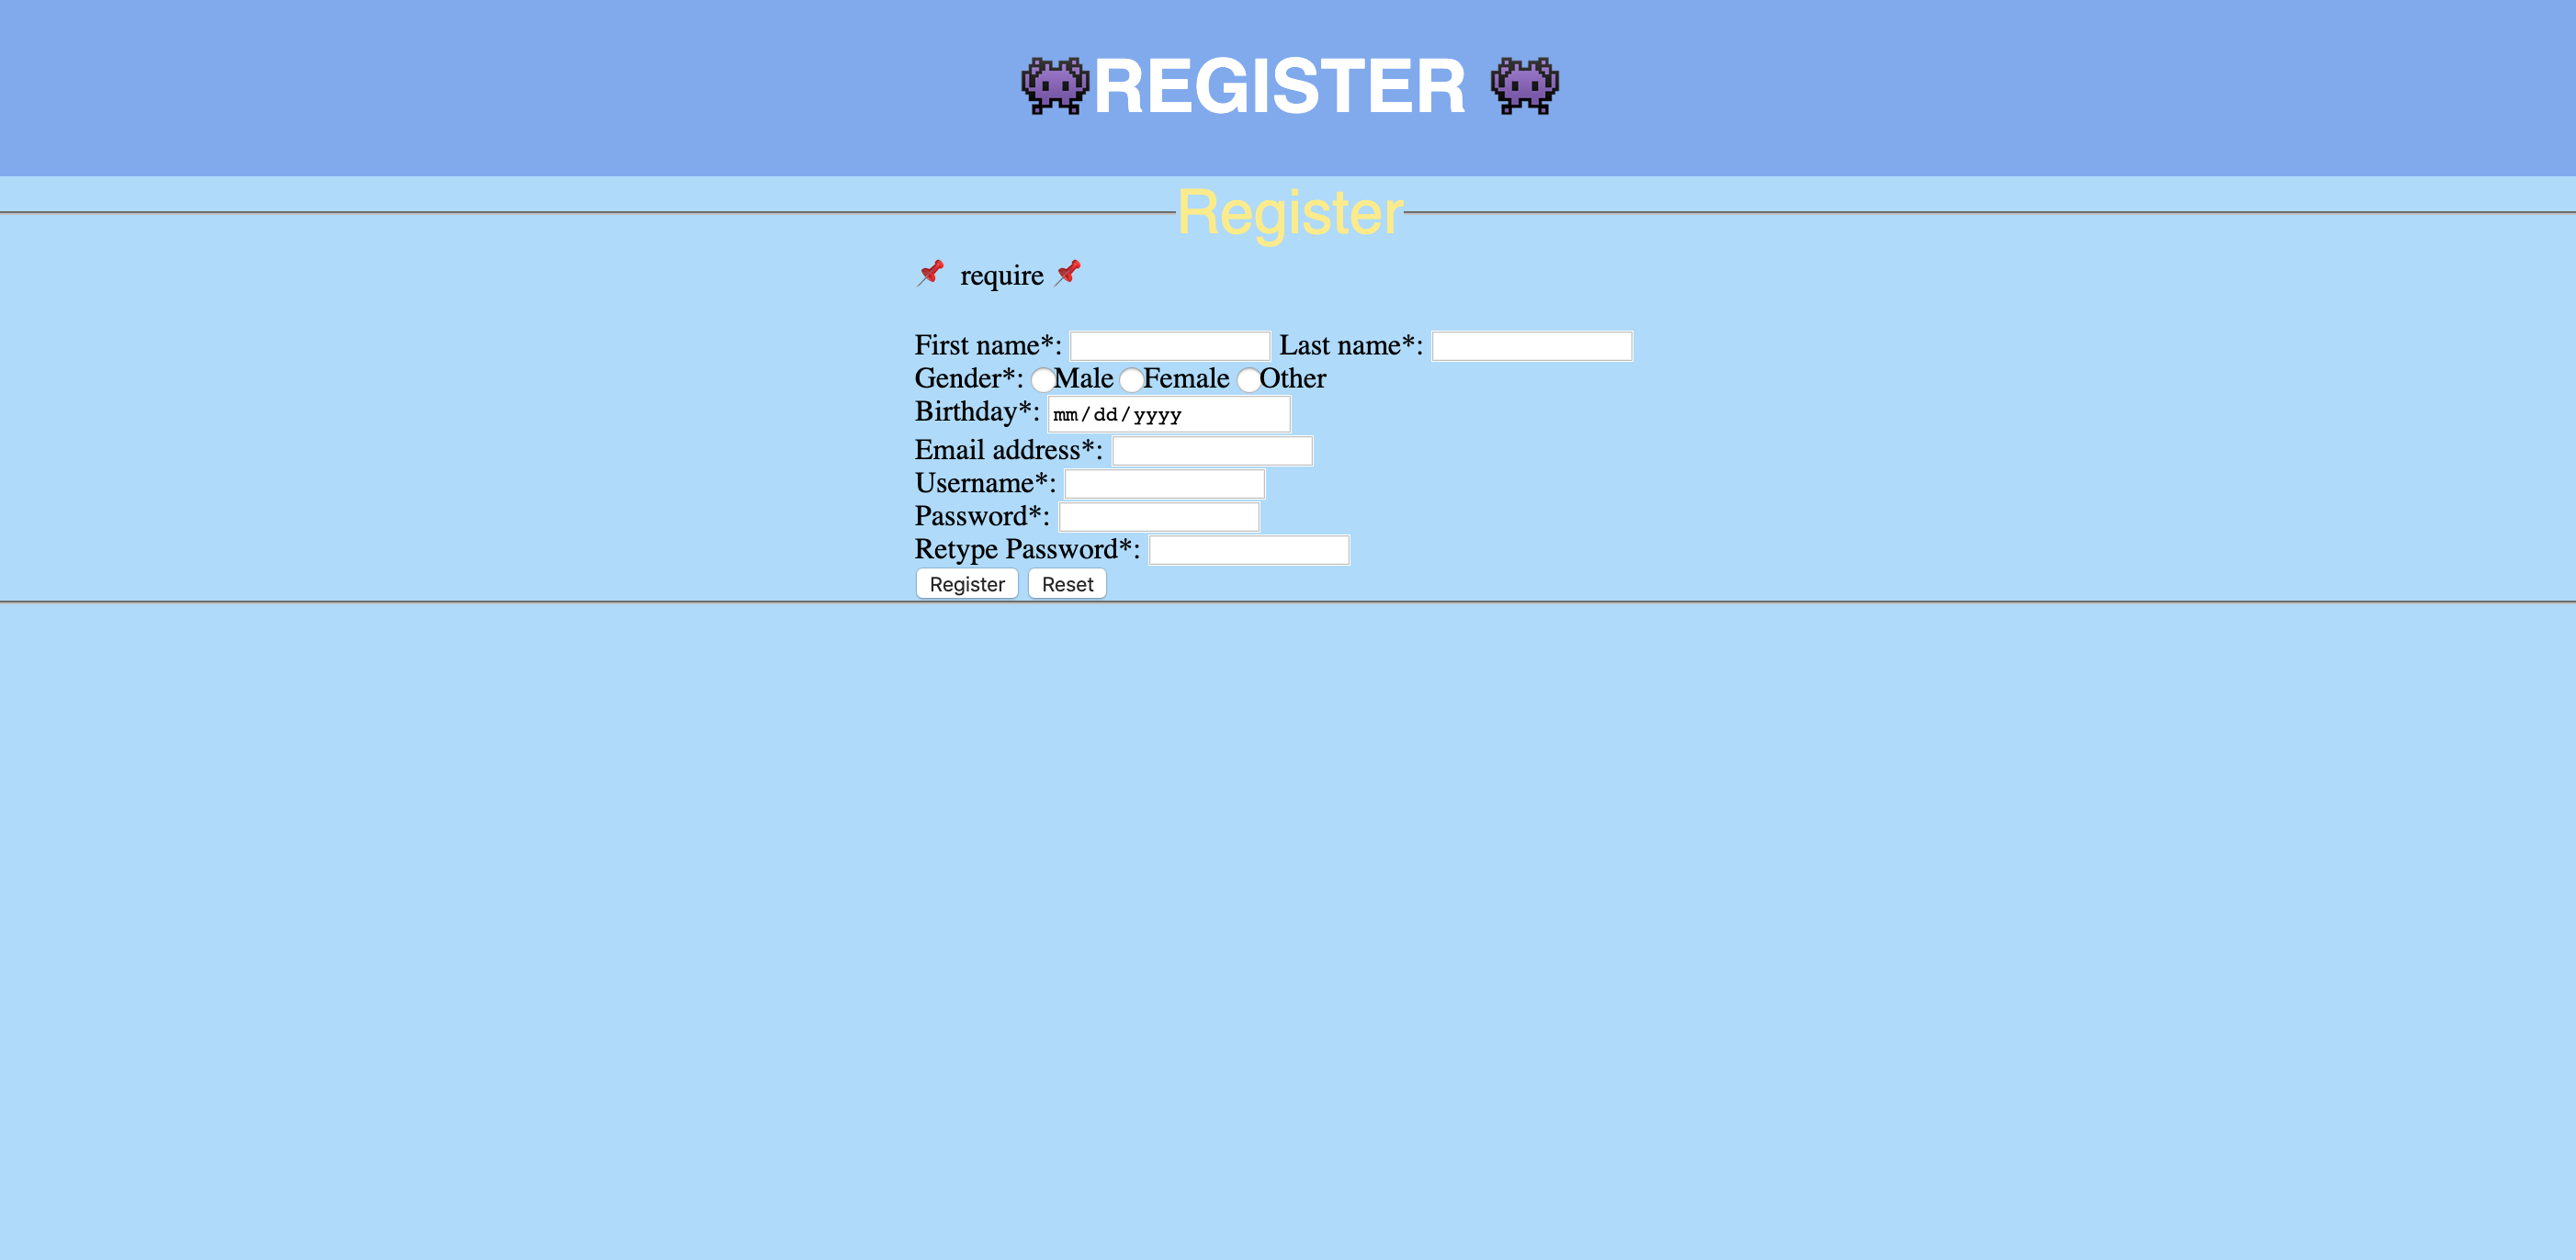 👾REGISTER 👾
Register
📌 require 📌
First name*: Last name*:
Gender*: Male Female Other
Birthday*: mm/dd/yyyy
Email address*:
Username*:
Password*:
Retype Password*:
Register Reset